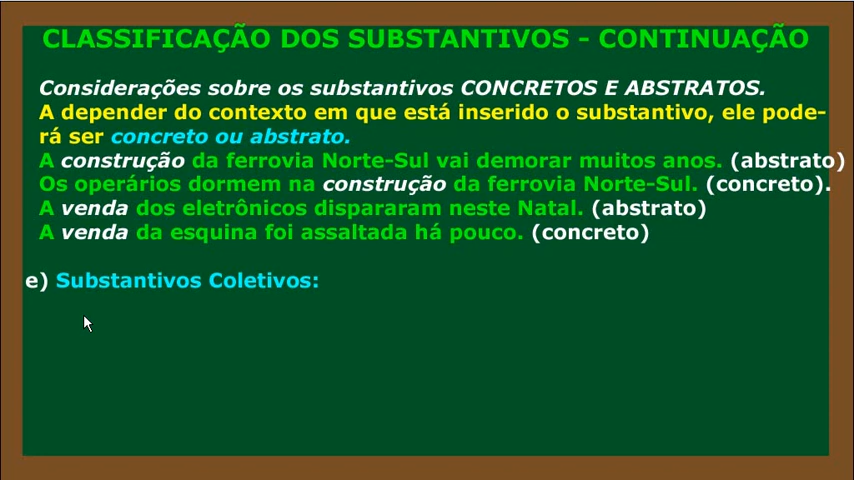 CLASSIFICAÇÃO DOS SUBSTANTIVOS - CONTINUAÇÃO
Considerações sobre os substantivos CONCRETOS E ABSTRATOS.
A depender do contexto em que está inserido o substantivo, ele pode-
rá ser concreto ou abstrato.
A construção da ferrovia Norte-Sul vai demorar muitos anos. (abstrato)
Os operários dormem na construção da ferrovia Norte-Sul. (concreto).
A venda dos eletrônicos dispararam neste Natal. (abstrato)
A venda da esquina foi assaltada há pouco. (concreto)
e) Substantivos Coletivos: